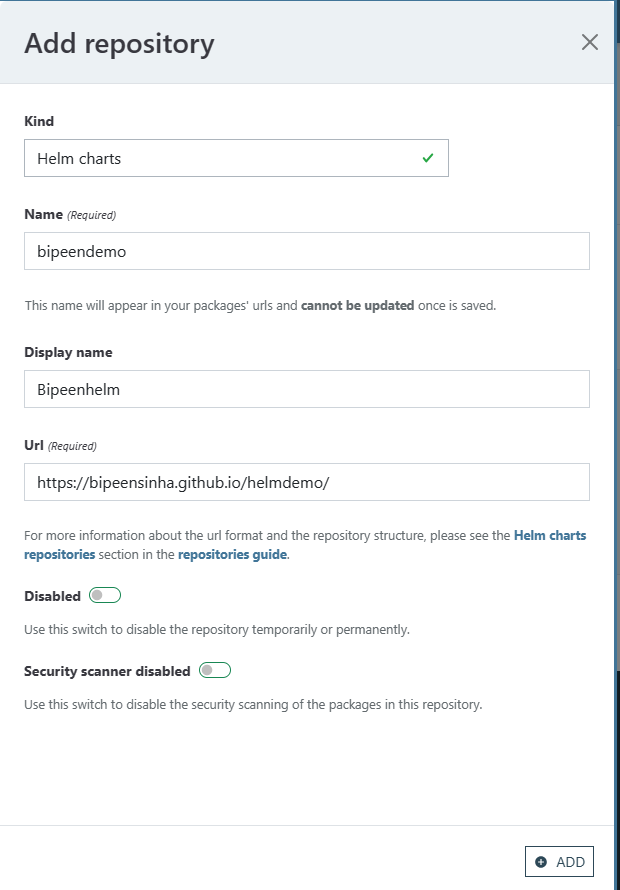 Add repository
Kind
Helm charts
Name (Required)
bipeendemo
This name will appear in your packages' urls and cannot be updated once is saved.
Display name
Bipeenhelm
Url (Required)
https://bipeensinha.github.io/helmdemo/
For more information about the url format and the repository structure, please see the Helm charts
repositories section in the repositories guide.
Disabled
Use this switch to disable the repository temporarily or permanently.
Security scanner disabled
Use this switch to disable the security scanning of the packages in this repository.
ADD